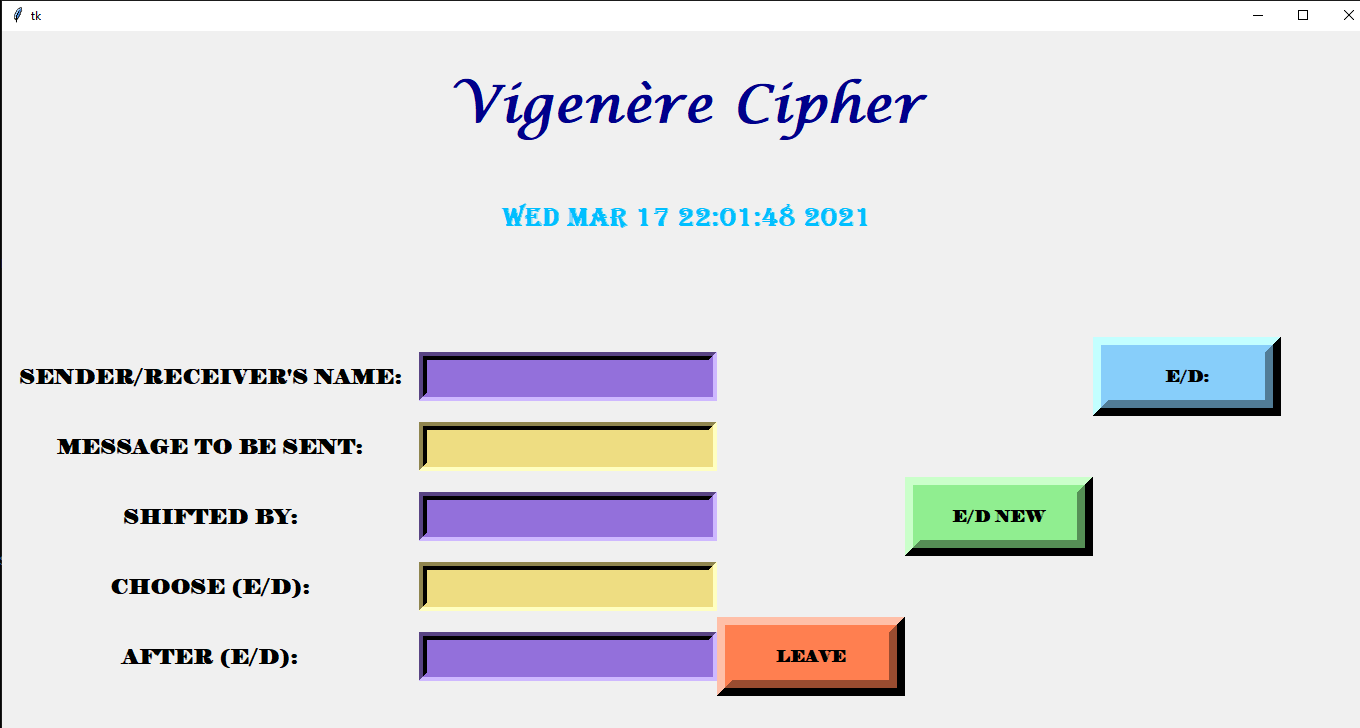 tk
Vigenère Cipher
WED MAR 17 22:01:48 2021
SENDER/RECEIVER'S NAME:
E/D:
MESSAGE TO BE SENT:
SHIFTED BY:
E/D NEW
CHOOSE (E/D):
AFTER (E/D):
LEAVE